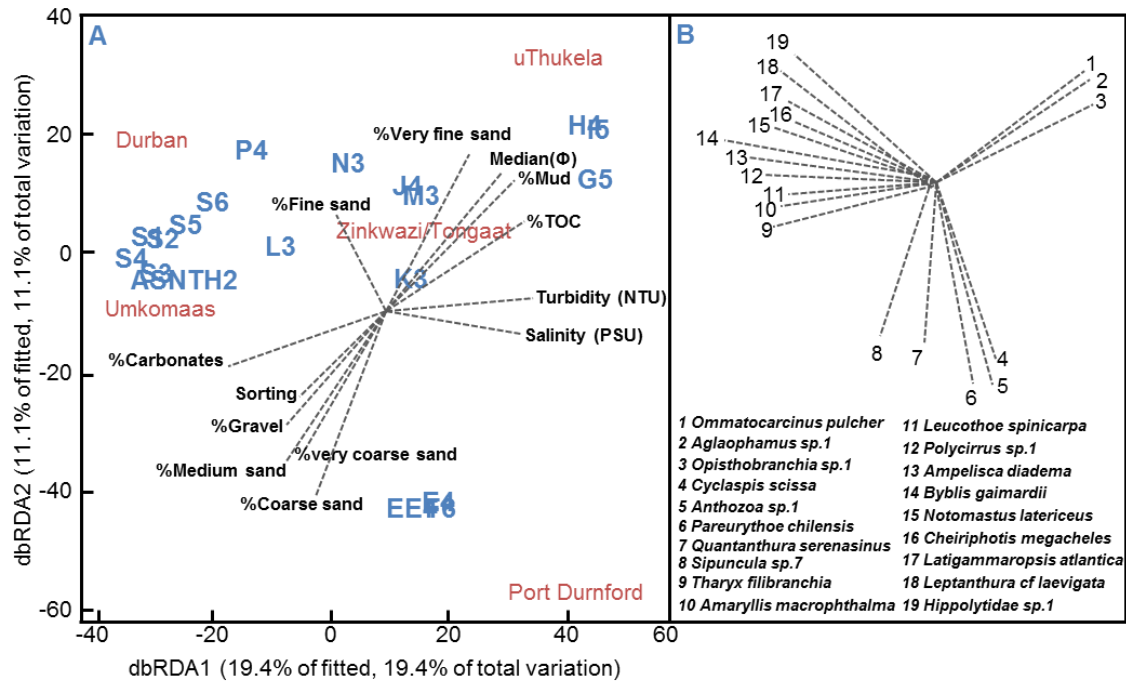 A
B
40
20
0
-20
-40
-60
dbRDA2 (11.1% of fitted, 11.1% of total variation)
-40
-20
0
20
40
60
dbRDA1 (19.4% of fitted, 19.4% of total variation)
uThukela
Durban
Zinkwazi/Tongaat
Umkomaas
Port Durnford
P4
N3
J4
M3
H4
I5
G5
S6
S5
S2
S4
S3
L3
K3
E4
%Very fine sand
Median(Φ)
%Mud
%Fine sand
%TOC
Turbidity (NTU)
Salinity (PSU)
%Carbonates
Sorting
%Gravel
%very coarse sand
%Medium sand
%Coarse sand
19
18
17
16
15
14
13
12
11
10
9
1
2
3
8
7
4
5
6
1 Ommatocarcinus pulcher
2 Aglaophamus sp.1
3 Opisthobranchia sp.1
4 Cyclaspis scissa
5 Anthozoa sp.1
6 Pareurythoe chilensis
7 Quantanthura serenasinus
8 Sipuncula sp.7
9 Tharyx filibranchia
10 Amaryllis macrophthalma
11 Leucothoe spinicarpa
12 Polycirrus sp.1
13 Ampelisca diadema
14 Byblis gaimardii
15 Notomastus latericeus
16 Cheiriphotis megacheles
17 Latigammaropsis atlantica
18 Leptanthura cf laevigata
19 Hippolytidae sp.1